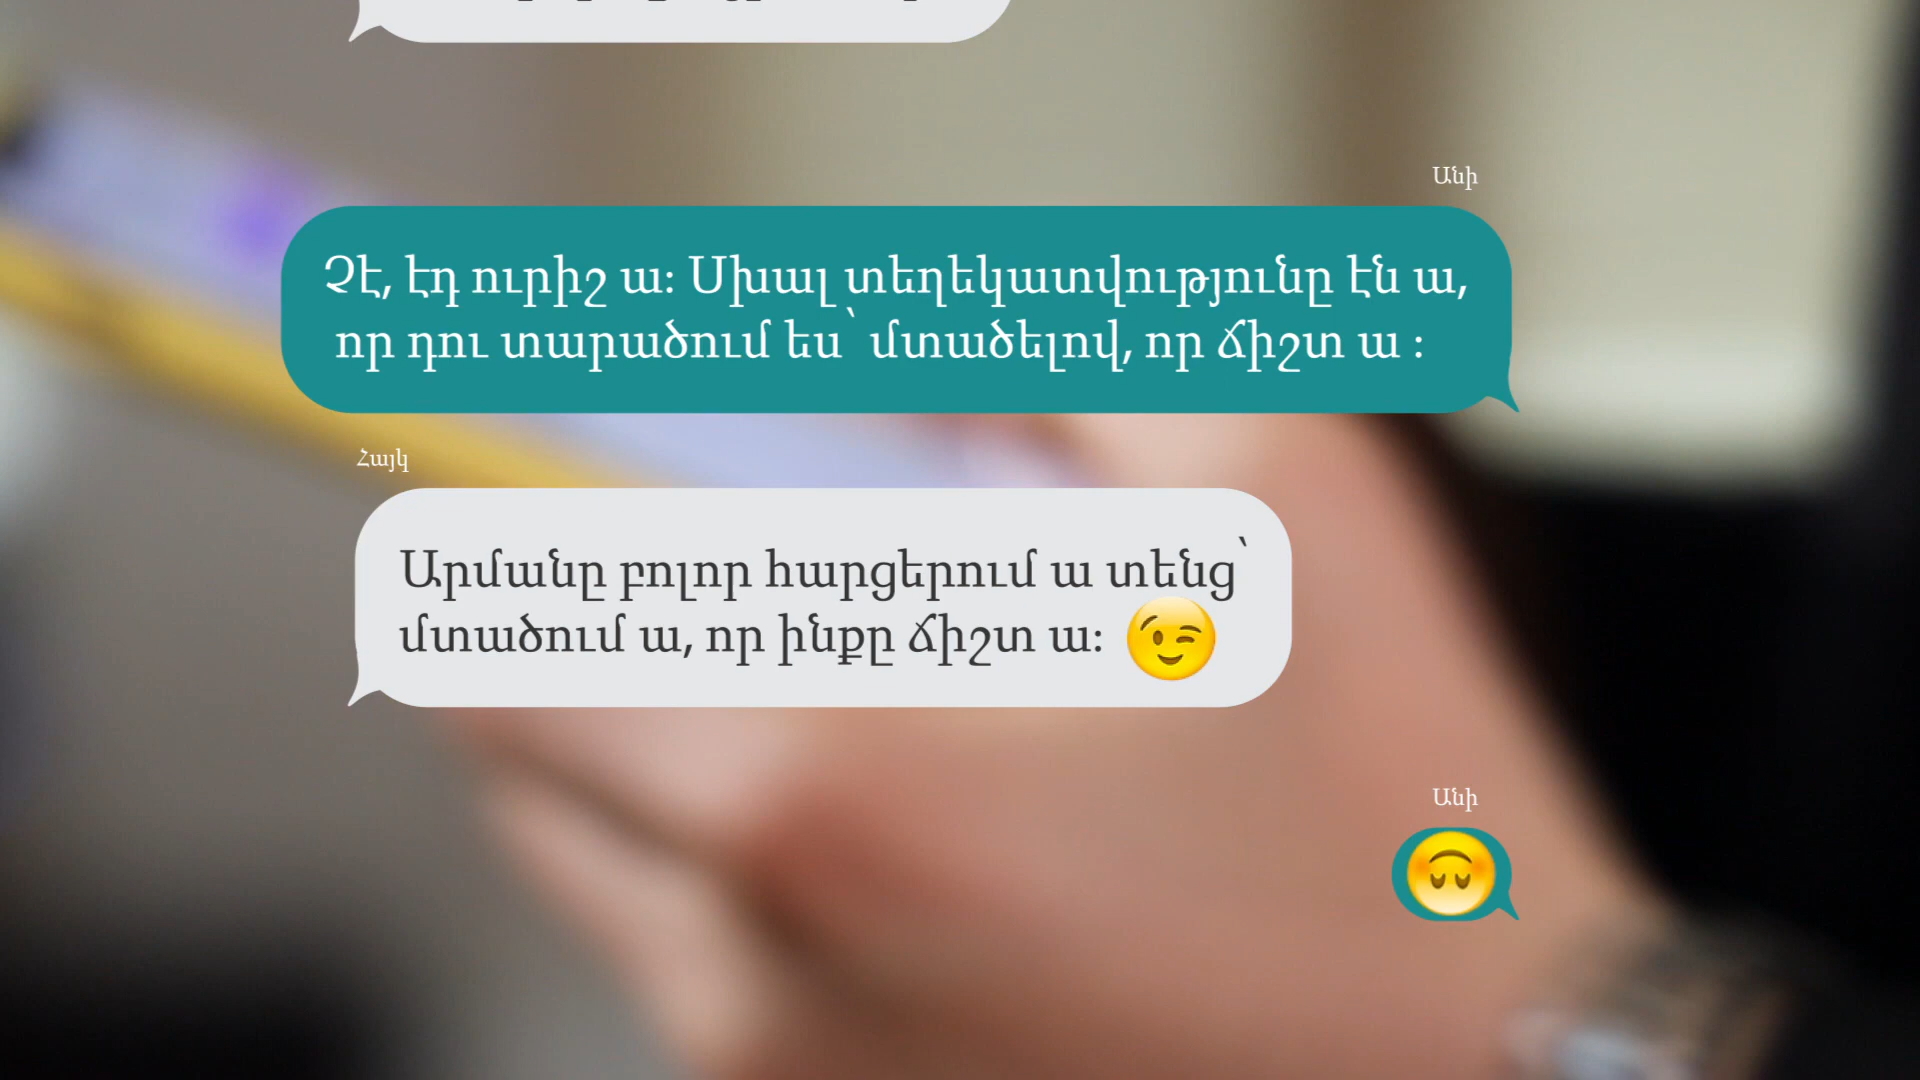 Անի
Չէ, էդ ուրիշ ա: Սխալ տեղեկատվությունը էն ա,
որ դու տարածում ես՝ մտածելով, որ ճիշտ ա :
Հայկ
Արմանը բոլոր հարցերում ա տենց՝
մտածում ա, որ ինքը ճիշտ ա: 😉
Անի
🙃